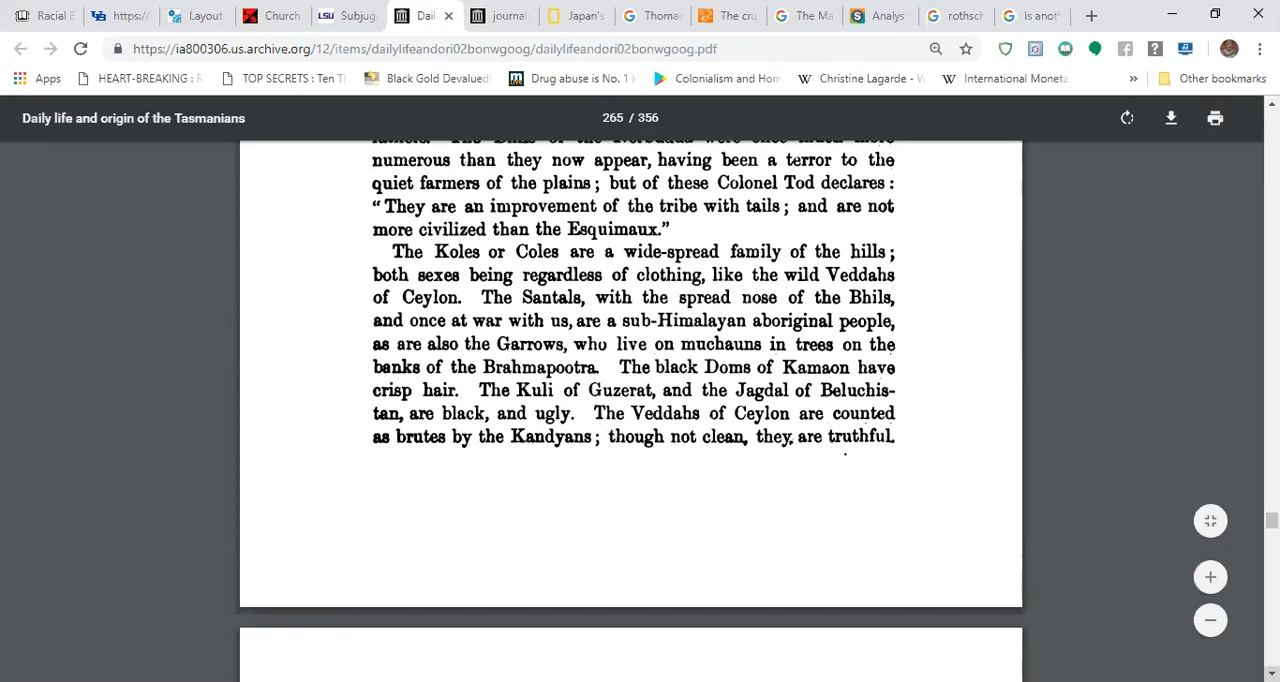 Racial B
https:/
Layout
Church
Subjug
Dail
journal
Japan's
Thomas
The cru
The Ma
Analys
rothsch
Is anot
https://ia800306.us.archive.org/12/items/dailylifeandori02bonwgoog/dailylifeandori02bonwgoog.pdf
Apps
HEART-BREAKING : R
TOP SECRETS : Ten Th
Black Gold Devalued
Drug abuse is No. 1 k
Colonialism and Hom
Christine Lagarde - W
International Moneta
»
Other bookmarks
Daily life and origin of the Tasmanians
265 / 356
numerous than they now appear, having been a terror to the
quiet farmers of the plains; but of these Colonel Tod declares:
“They are an improvement of the tribe with tails; and are not
more civilized than the Esquimaux.”
The Koles or Coles are a wide-spread family of the hills;
both sexes being regardless of clothing, like the wild Veddahs
of Ceylon. The Santals, with the spread nose of the Bhils,
and once at war with us, are a sub-Himalayan aboriginal people,
as are also the Garrows, who live on muchauns in trees on the
banks of the Brahmapootra. The black Doms of Kamaon have
crisp hair. The Kuli of Guzerat, and the Jagdal of Beluchis-
tan, are black, and ugly. The Veddahs of Ceylon are counted
as brutes by the Kandyans; though not clean, they are truthful.